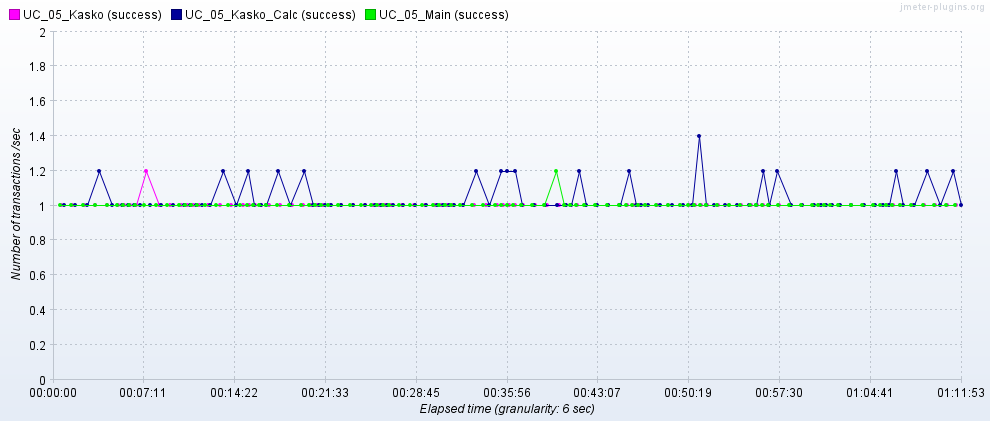 jmeter-plugins.org
UC_05_Kasko (success) UC_05_Kasko_Calc (success) UC_05_Main (success)
Number of transactions /sec
2
1.8
1.6
1.4
1.2
1
0.8
0.6
0.4
0.2
0
00:00:00 00:07:11 00:14:22 00:21:33 00:28:45 00:35:56 00:43:07 00:50:19 00:57:30 01:04:41 01:11:53
Elapsed time (granularity: 6 sec)